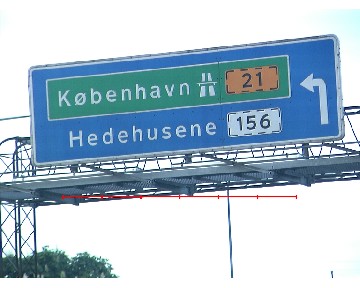 København 21
Hedehusene 156